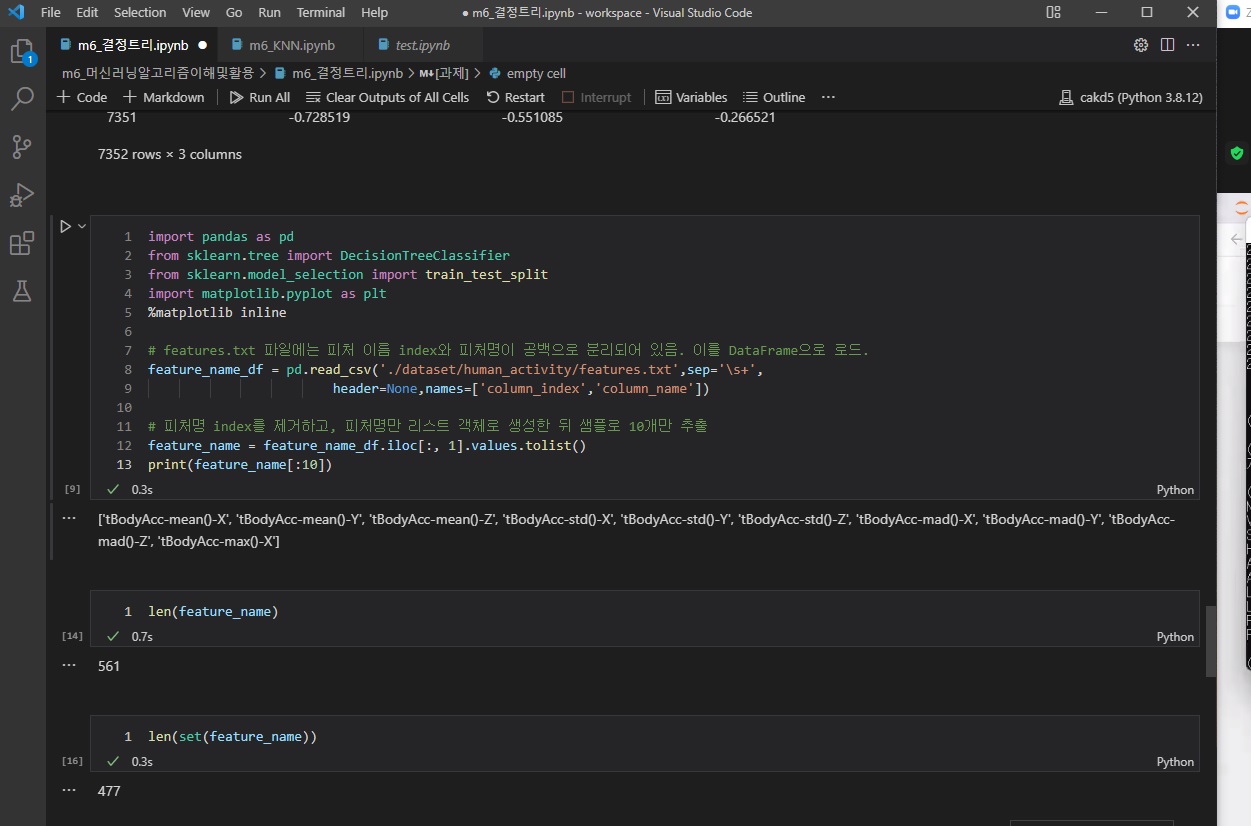 File Edit Selection View Go Run Terminal Help
● m6_결정트리.ipynb - workspace - Visual Studio Code
m6_결정트리.ipynb ● m6_KNN.ipynb test.ipynb
m6_머신러닝알고리즘이해및활용 > m6_결정트리.ipynb > M↓[과제] > empty cell
+ Code + Markdown Run All Clear Outputs of All Cells Restart Interrupt Variables Outline ... cakd5 (Python 3.8.12)
1
7351 -0.728519 -0.551085 -0.266521
7352 rows × 3 columns
1 import pandas as pd
2 from sklearn.tree import DecisionTreeClassifier
3 from sklearn.model_selection import train_test_split
4 import matplotlib.pyplot as plt
5 %matplotlib inline
6
7 # features.txt 파일에는 피처 이름 index와 피처명이 공백으로 분리되어 있음. 이를 DataFrame으로 로드.
8 feature_name_df = pd.read_csv('./dataset/human_activity/features.txt',sep='\s+',
9 header=None,names=['column_index','column_name'])
10
11 # 피처명 index를 제거하고, 피처명만 리스트 객체로 생성한 뒤 샘플로 10개만 추출
12 feature_name = feature_name_df.iloc[:, 1].values.tolist()
13 print(feature_name[:10])
[9] ✓ 0.3s Python
... ['tBodyAcc-mean()-X', 'tBodyAcc-mean()-Y', 'tBodyAcc-mean()-Z', 'tBodyAcc-std()-X', 'tBodyAcc-std()-Y', 'tBodyAcc-std()-Z', 'tBodyAcc-mad()-X', 'tBodyAcc-mad()-Y', 'tBodyAcc-
mad()-Z', 'tBodyAcc-max()-X']
1 len(feature_name)
[14] ✓ 0.7s Python
... 561
1 len(set(feature_name))
[16] ✓ 0.3s Python
... 477